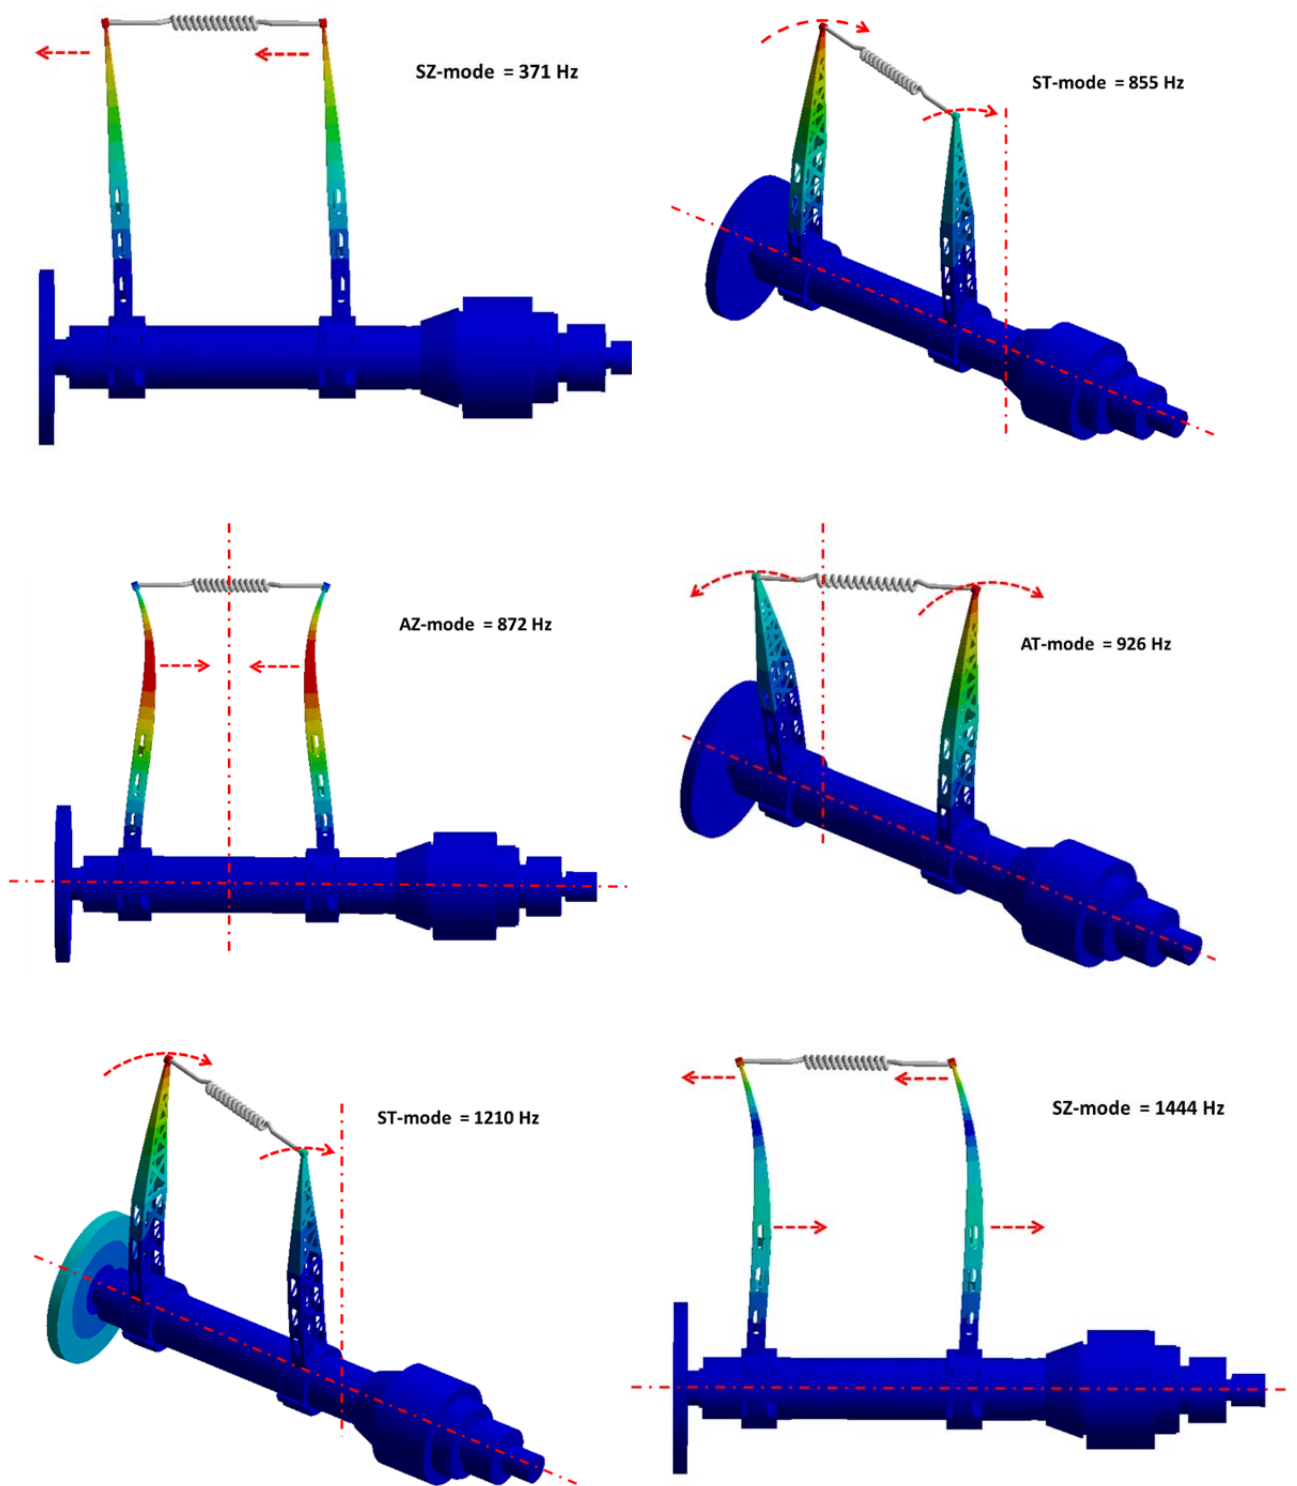 SZ-mode = 371 Hz
ST-mode = 855 Hz
AZ-mode = 872 Hz
AT-mode = 926 Hz
ST-mode = 1210 Hz
SZ-mode = 1444 Hz